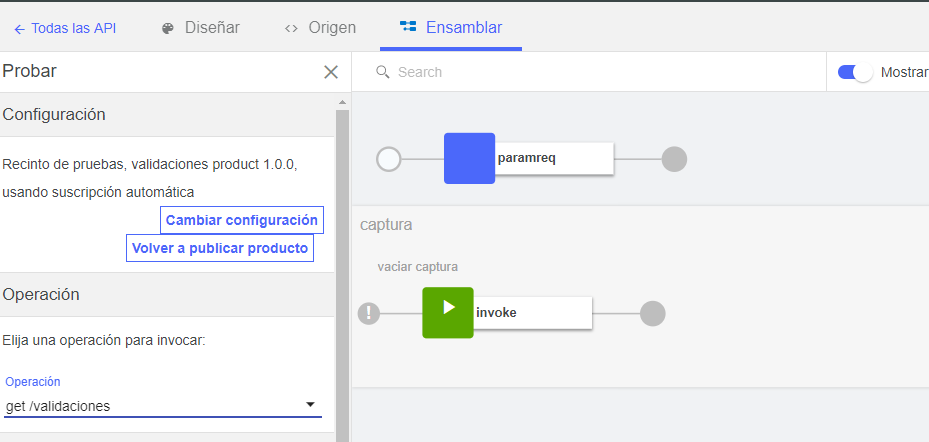 Todas las API
Diseñar
Origen
Ensamblar
Probar
Configuración
Recinto de pruebas, validaciones product 1.0.0,
usando suscripción automática
Cambiar configuración
Volver a publicar producto
Operación
Elija una operación para invocar:
Operación
get /validaciones
Search
Mostrar
paramreq
captura
vaciar captura
!
invoke